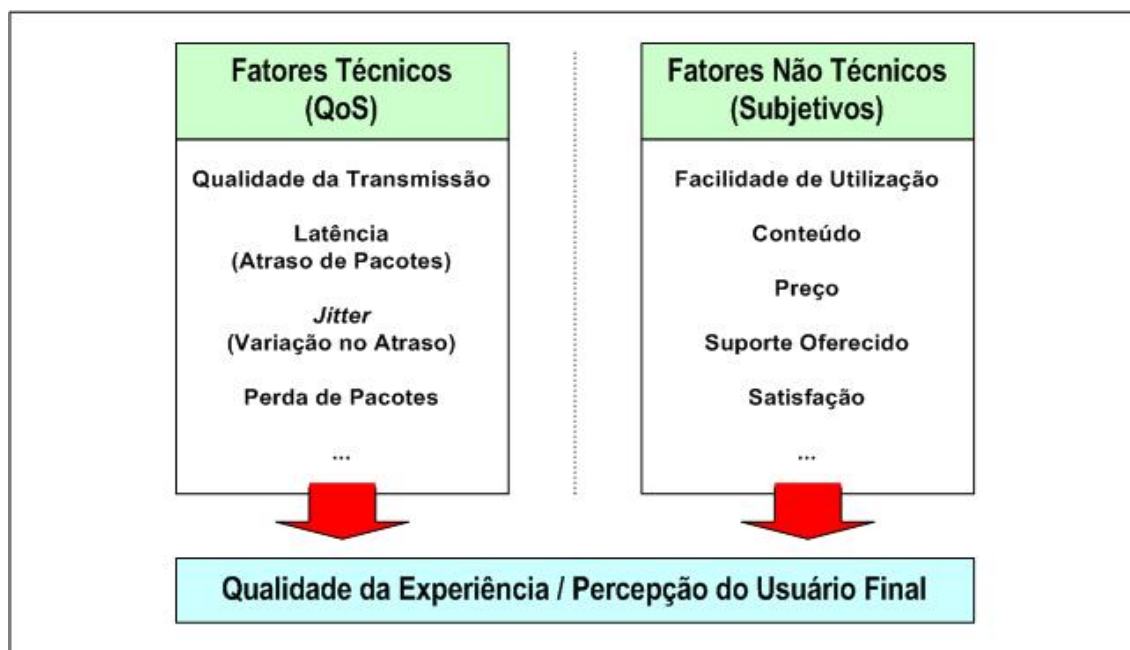 Fatores Técnicos
(QoS)
Qualidade da Transmissão
Latência
(Atraso de Pacotes)
Jitter
(Variação no Atraso)
Perda de Pacotes
...
Fatores Não Técnicos
(Subjetivos)
Facilidade de Utilização
Conteúdo
Preço
Suporte Oferecido
Satisfação
...
Qualidade da Experiência / Percepção do Usuário Final